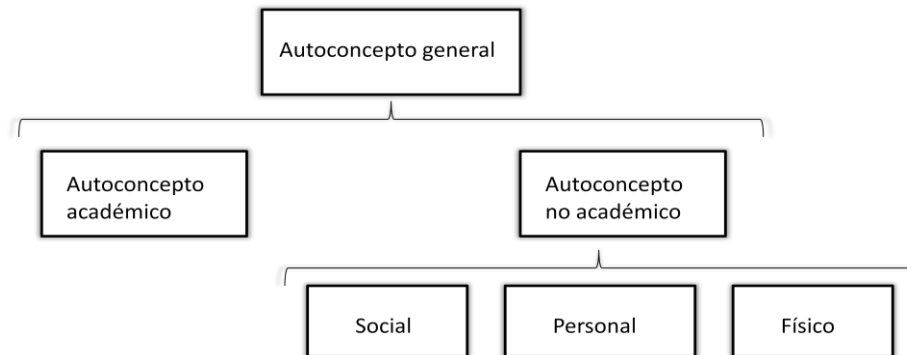 Autoconcepto general
Autoconcepto
académico
Autoconcepto
no académico
Social
Personal
Físico